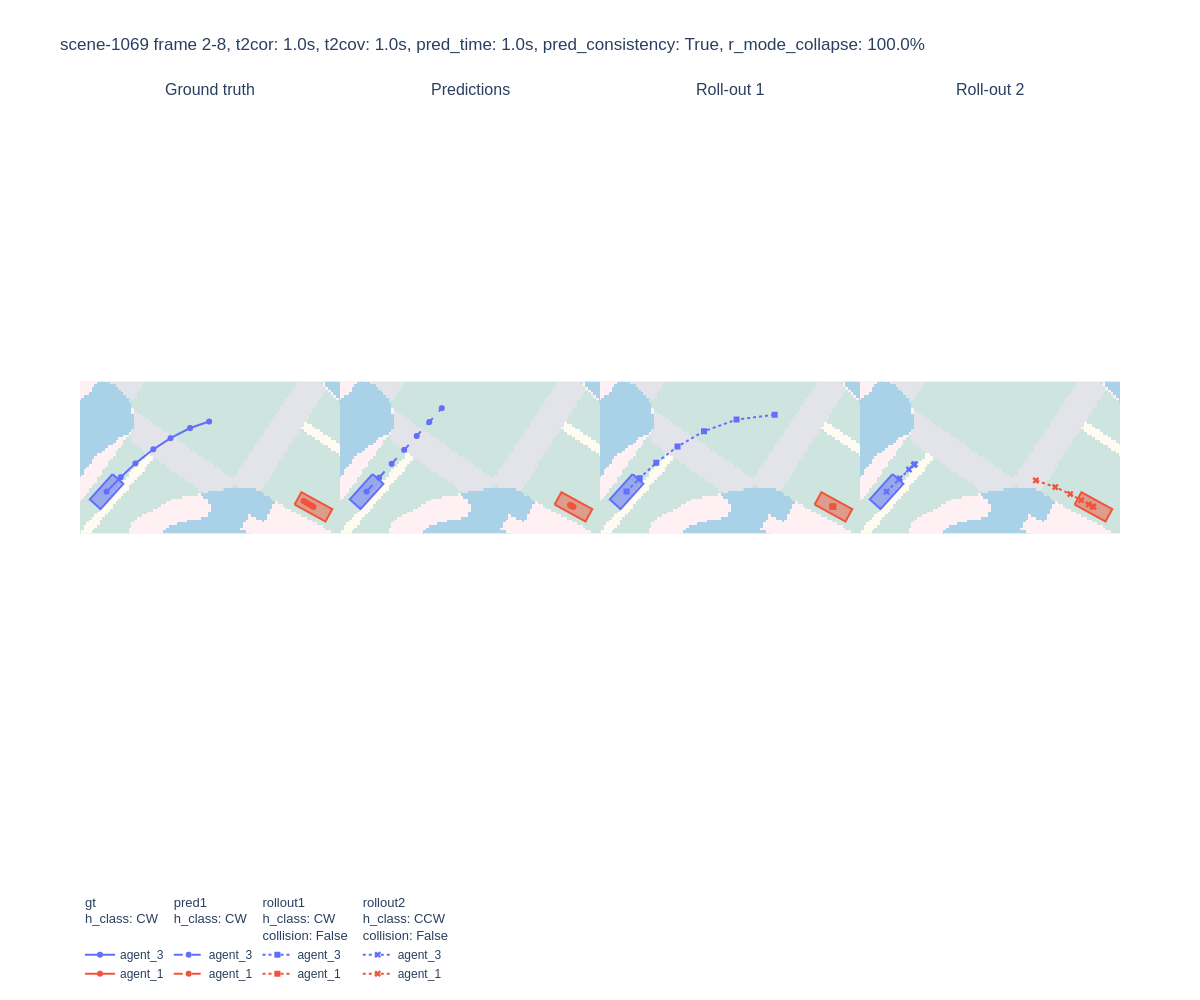 scene-1069 frame 2-8, t2cor: 1.0s, t2cov: 1.0s, pred_time: 1.0s, pred_consistency: True, r_mode_collapse: 100.0%
Ground truth
Predictions
Roll-out 1
Roll-out 2
gt
h_class: CW
agent_3
agent_1
pred1
h_class: CW
agent_3
agent_1
rollout1
h_class: CW
collision: False
agent_3
agent_1
rollout2
h_class: CCW
collision: False
agent_3
agent_1